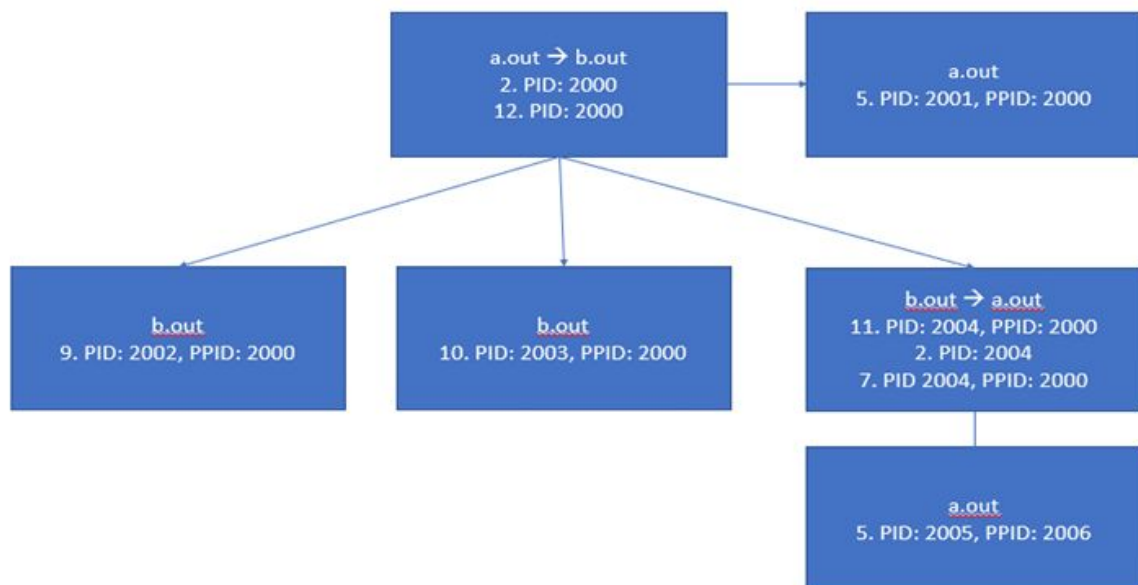 a.out → b.out
2. PID: 2000
12. PID: 2000
a.out
5. PID: 2001, PPID: 2000
b.out
9. PID: 2002, PPID: 2000
b.out
10. PID: 2003, PPID: 2000
b.out → a.out
11. PID: 2004, PPID: 2000
2. PID: 2004
7. PID 2004, PPID: 2000
a.out
5. PID: 2005, PPID: 2006